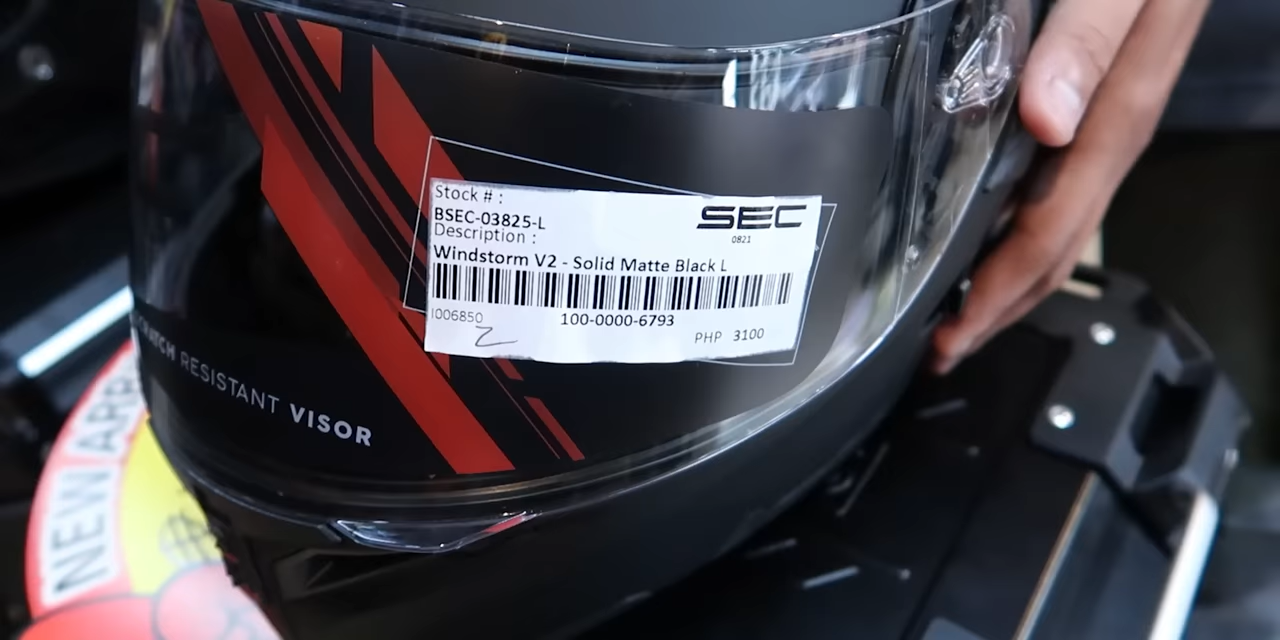 Stock # :
BSEC-03825-L
SEC
0821
Description :
Windstorm V2 - Solid Matte Black L
I006850
100-0000-6793
PHP 3100
RESISTANT VISOR
NEW